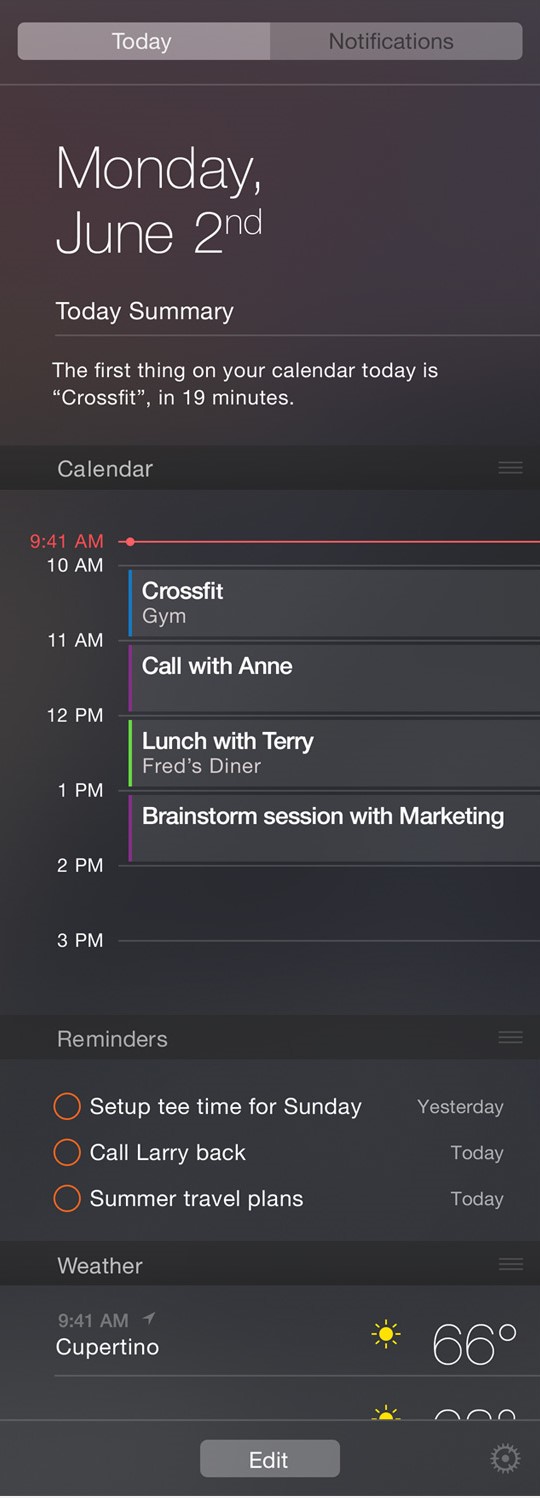 Today
Notifications
Monday,
June 2nd
Today Summary
The first thing on your calendar today is
“Crossfit”, in 19 minutes.
Calendar
9:41 AM
10 AM
Crossfit
Gym
11 AM
Call with Anne
12 PM
Lunch with Terry
Fred’s Diner
1 PM
Brainstorm session with Marketing
2 PM
3 PM
Reminders
Setup tee time for Sunday Yesterday
Call Larry back Today
Summer travel plans Today
Weather
9:41 AM
Cupertino 66°
Edit